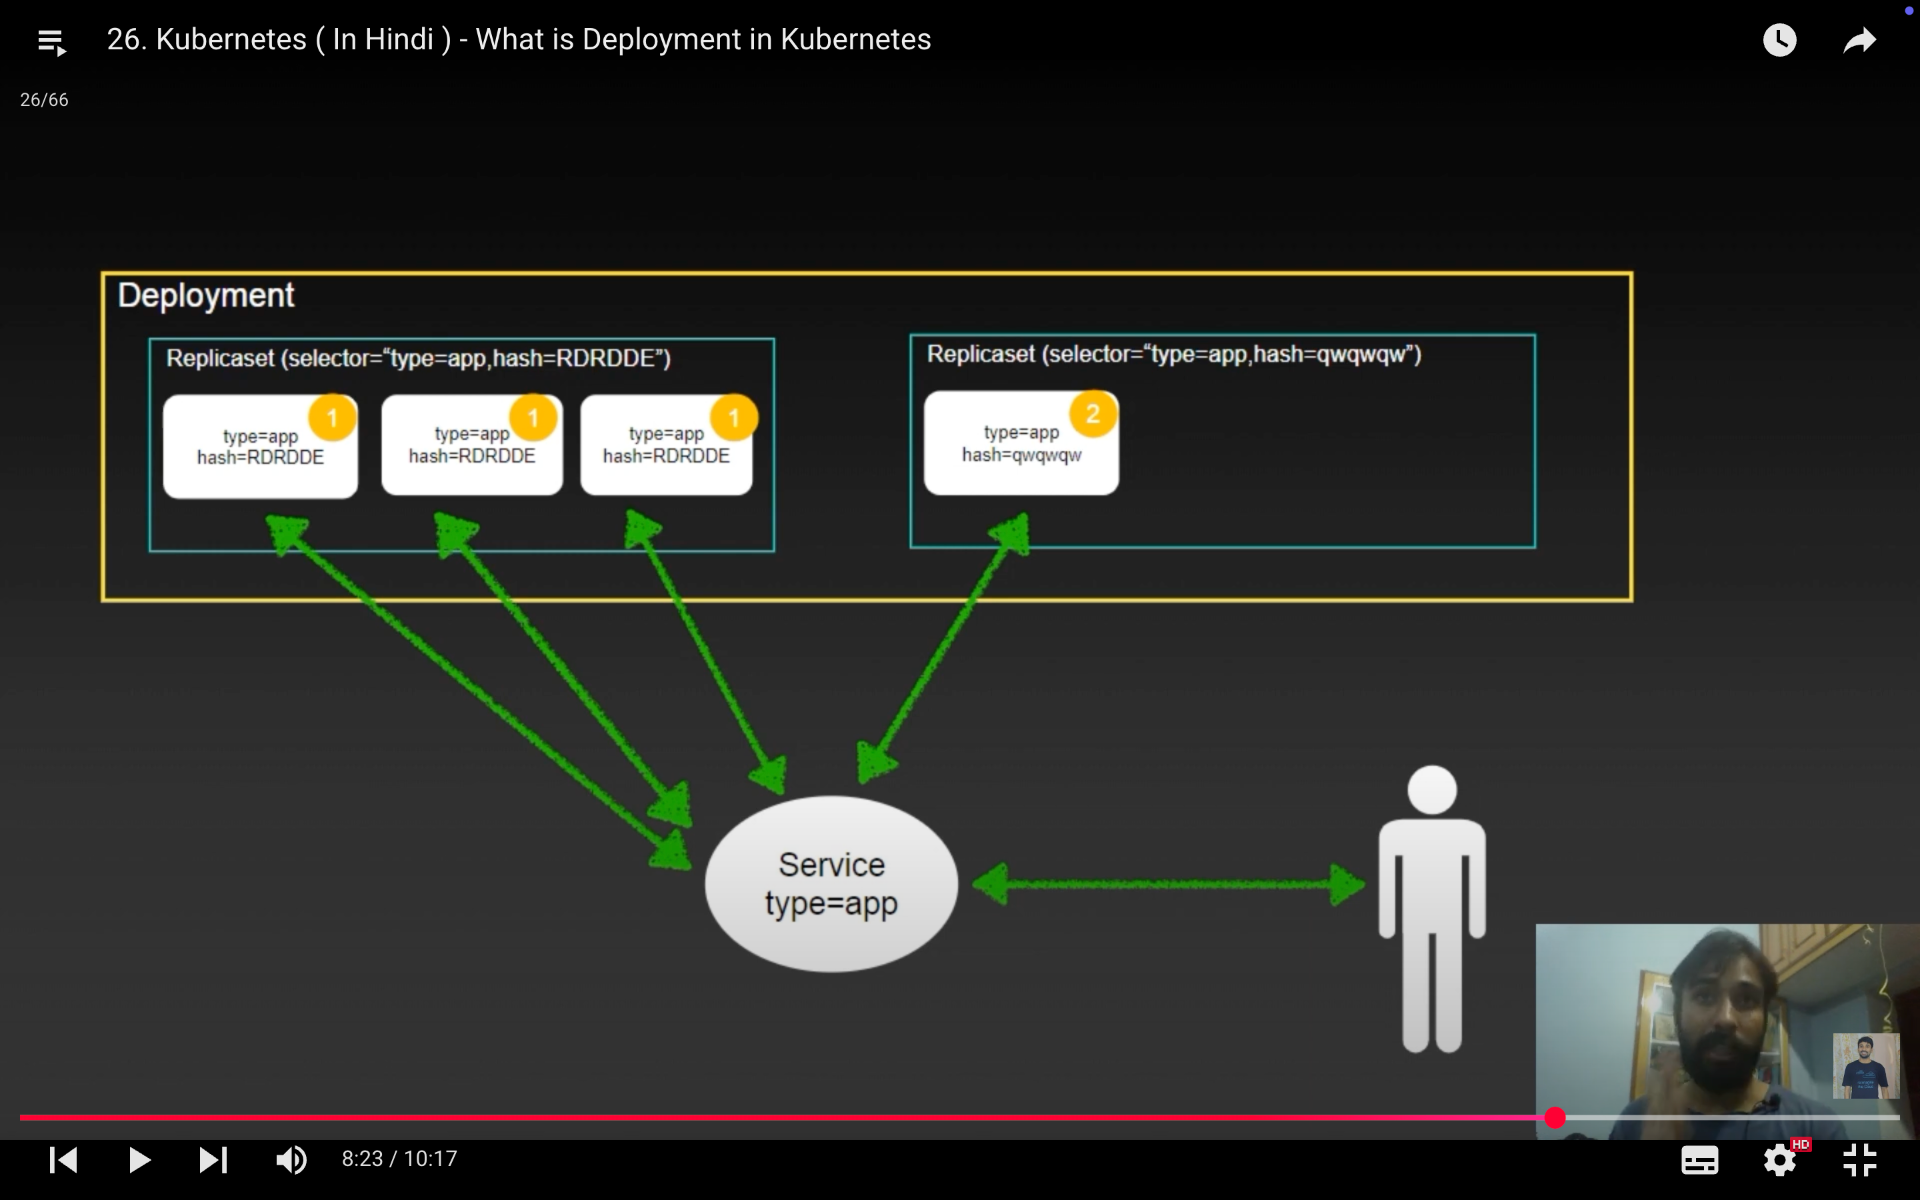 26. Kubernetes ( In Hindi ) - What is Deployment in Kubernetes
26/66
Deployment
Replicaset (selector=“type=app,hash=RDRDDE”)
1
type=app
hash=RDRDDE
1
type=app
hash=RDRDDE
1
type=app
hash=RDRDDE
Replicaset (selector=“type=app,hash=qwqwqw”)
2
type=app
hash=qwqwqw
Service
type=app
8:23 / 10:17
HD